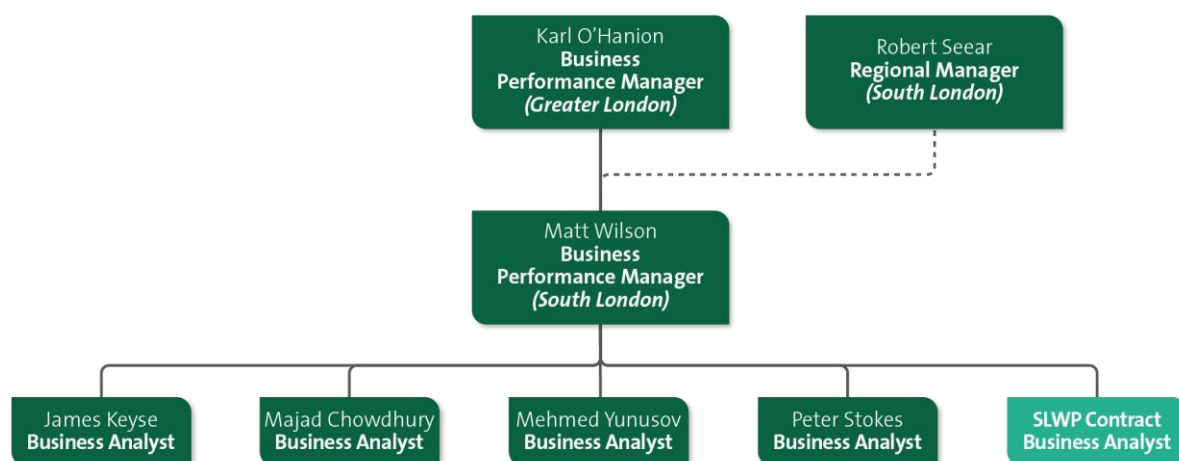 Karl O'Hanion
Business
Performance Manager
(Greater London)
Robert Seear
Regional Manager
(South London)
Matt Wilson
Business
Performance Manager
(South London)
James Keyse
Business Analyst
Majad Chowdhury
Business Analyst
Mehmed Yunusov
Business Analyst
Peter Stokes
Business Analyst
SLWP Contract
Business Analyst